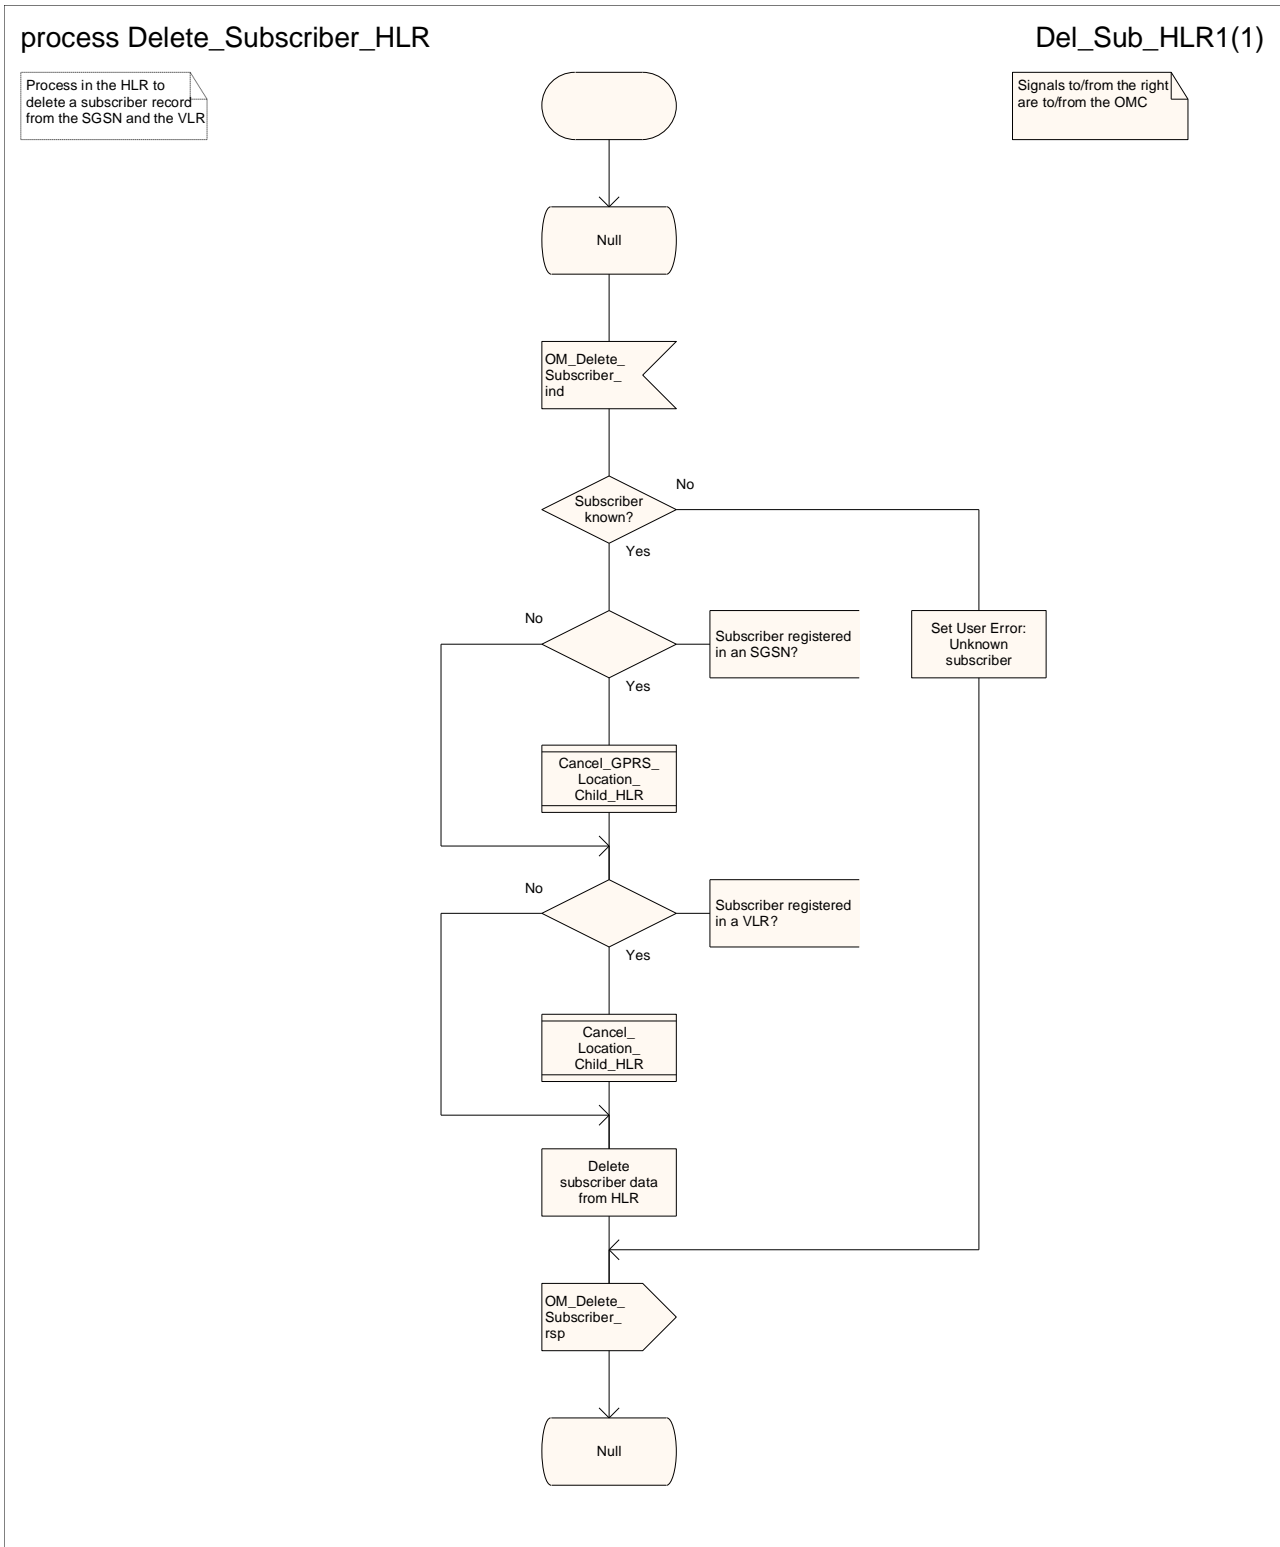 process Delete_Subscriber_HLR
Del_Sub_HLR1(1)
Process in the HLR to
delete a subscriber record
from the SGSN and the VLR
Signals to/from the right
are to/from the OMC
Null
OM_Delete_
Subscriber_
ind
Subscriber
known?
No
Yes
No
Subscriber registered
in an SGSN?
Set User Error:
Unknown
subscriber
Yes
Cancel_GPRS_
Location_
Child_HLR
No
Subscriber registered
in a VLR?
Yes
Cancel_
Location_
Child_HLR
Delete
subscriber data
from HLR
OM_Delete_
Subscriber_
rsp
Null